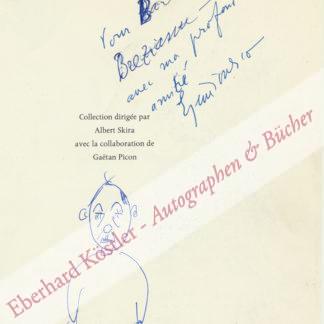 Pour
avec ma profonde
amitié
Collection dirigée par
Albert Skira
avec la collaboration de
Gaëtan Picon
Eberhard Köstler - Autographen & Bücher